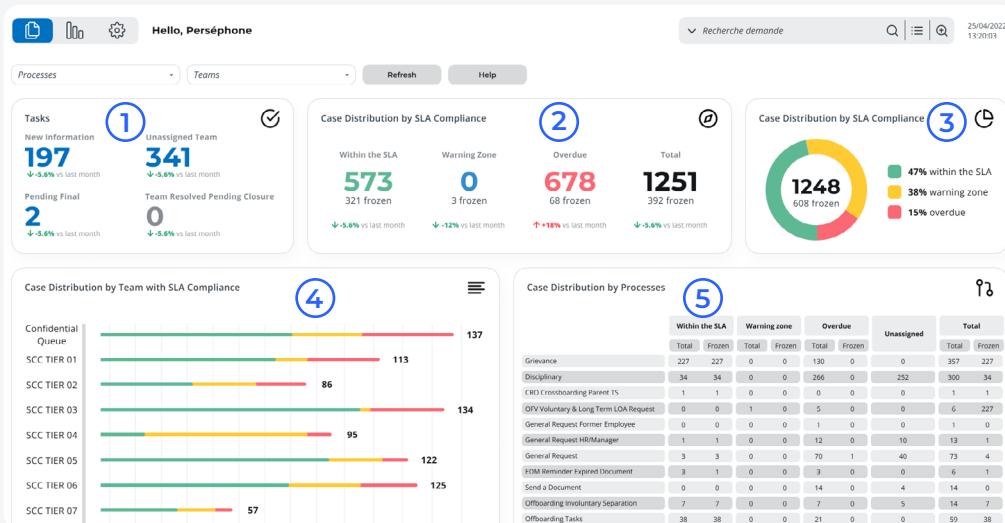 Hello, Perséphone
Recherche demande
25/04/2022
13:20:03
Processes
Teams
Refresh
Help
Tasks
1
New Information
197
-5.6% vs last month
Unassigned Team
341
-5.6% vs last month
Pending Final
2
-5.6% vs last month
Team Resolved Pending Closure
0
-5.6% vs last month
Case Distribution by SLA Compliance
2
Within the SLA
573
321 frozen
-5.6% vs last month
Warning Zone
0
3 frozen
-12% vs last month
Overdue
678
68 frozen
+18% vs last month
Total
1251
392 frozen
-5.6% vs last month
Case Distribution by SLA Compliance
3
1248
608 frozen
47% within the SLA
38% warning zone
15% overdue
Case Distribution by Team with SLA Compliance
4
Confidential
Queue
137
SCC TIER 01
113
SCC TIER 02
86
SCC TIER 03
134
SCC TIER 04
95
SCC TIER 05
122
SCC TIER 06
125
SCC TIER 07
57
Case Distribution by Processes
5
Within the SLA Warning zone Overdue Unassigned Total
Total Frozen Total Frozen Total Frozen Total Frozen
Grievance 227 227 0 0 130 0 0 357 227
Disciplinary 34 34 0 0 266 0 252 300 34
CBO Crossboarding Parent TS 1 1 0 0 0 0 0 1 1
OFV Voluntary & Long Term LOA Request 0 0 1 0 5 0 0 6 227
General Request Former Employee 0 0 0 0 1 0 0 1 0
General Request HR/Manager 1 1 0 0 12 0 10 13 1
General Request 3 3 0 0 70 1 40 73 4
EOM Reminder Expired Document 3 1 0 0 3 0 0 6 1
Send a Document 0 0 0 0 14 0 4 14 0
Offboarding Involuntary Separation 7 7 0 0 7 0 5 14 7
Offboarding Tasks 38 38 0 0 21 0 0 59 38